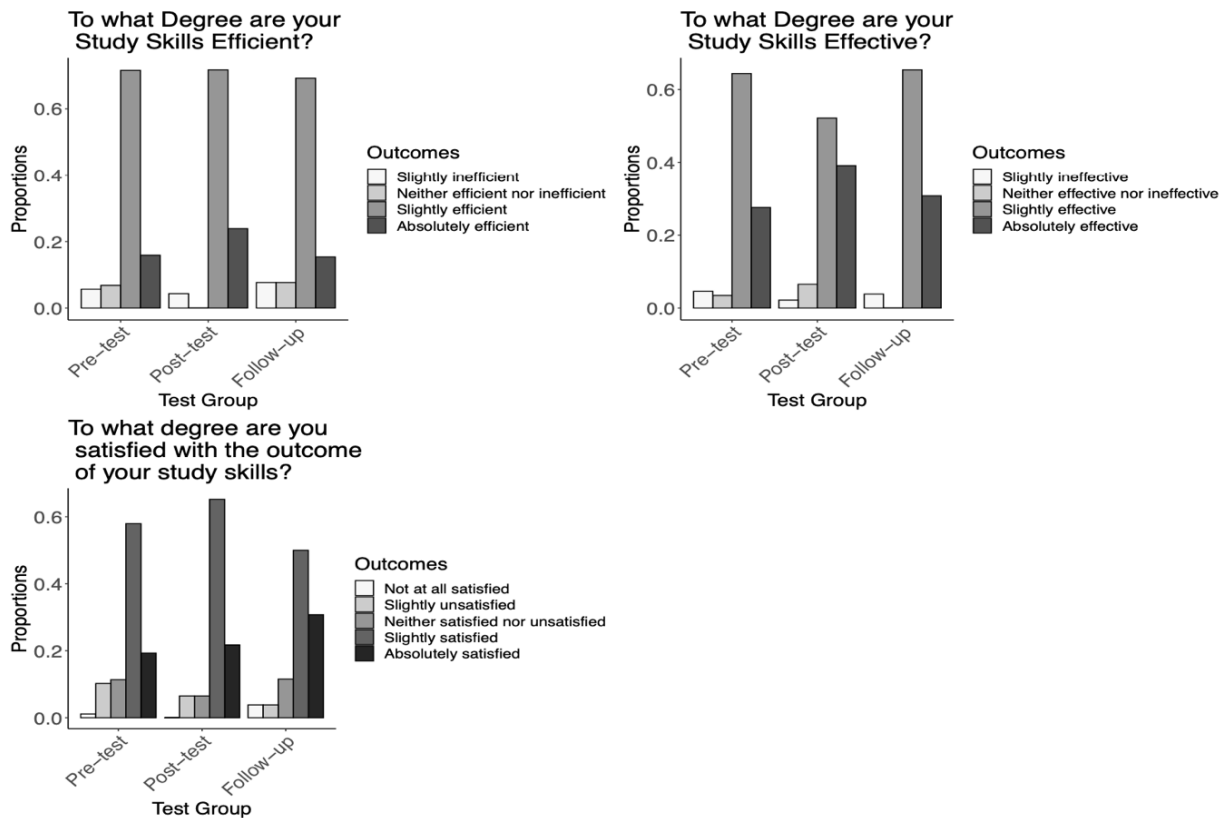 To what Degree are your
Study Skills Efficient?
Proportions
0.6
0.4
0.2
0.0
Pre-test
Post-test
Follow-up
Test Group
Outcomes
Slightly inefficient
Neither efficient nor inefficient
Slightly efficient
Absolutely efficient
To what Degree are your
Study Skills Effective?
Proportions
0.6
0.4
0.2
0.0
Pre-test
Post-test
Follow-up
Test Group
Outcomes
Slightly ineffective
Neither effective nor ineffective
Slightly effective
Absolutely effective
To what degree are you
satisfied with the outcome
of your study skills?
Proportions
0.6
0.4
0.2
0.0
Pre-test
Post-test
Follow-up
Test Group
Outcomes
Not at all satisfied
Slightly unsatisfied
Neither satisfied nor unsatisfied
Slightly satisfied
Absolutely satisfied